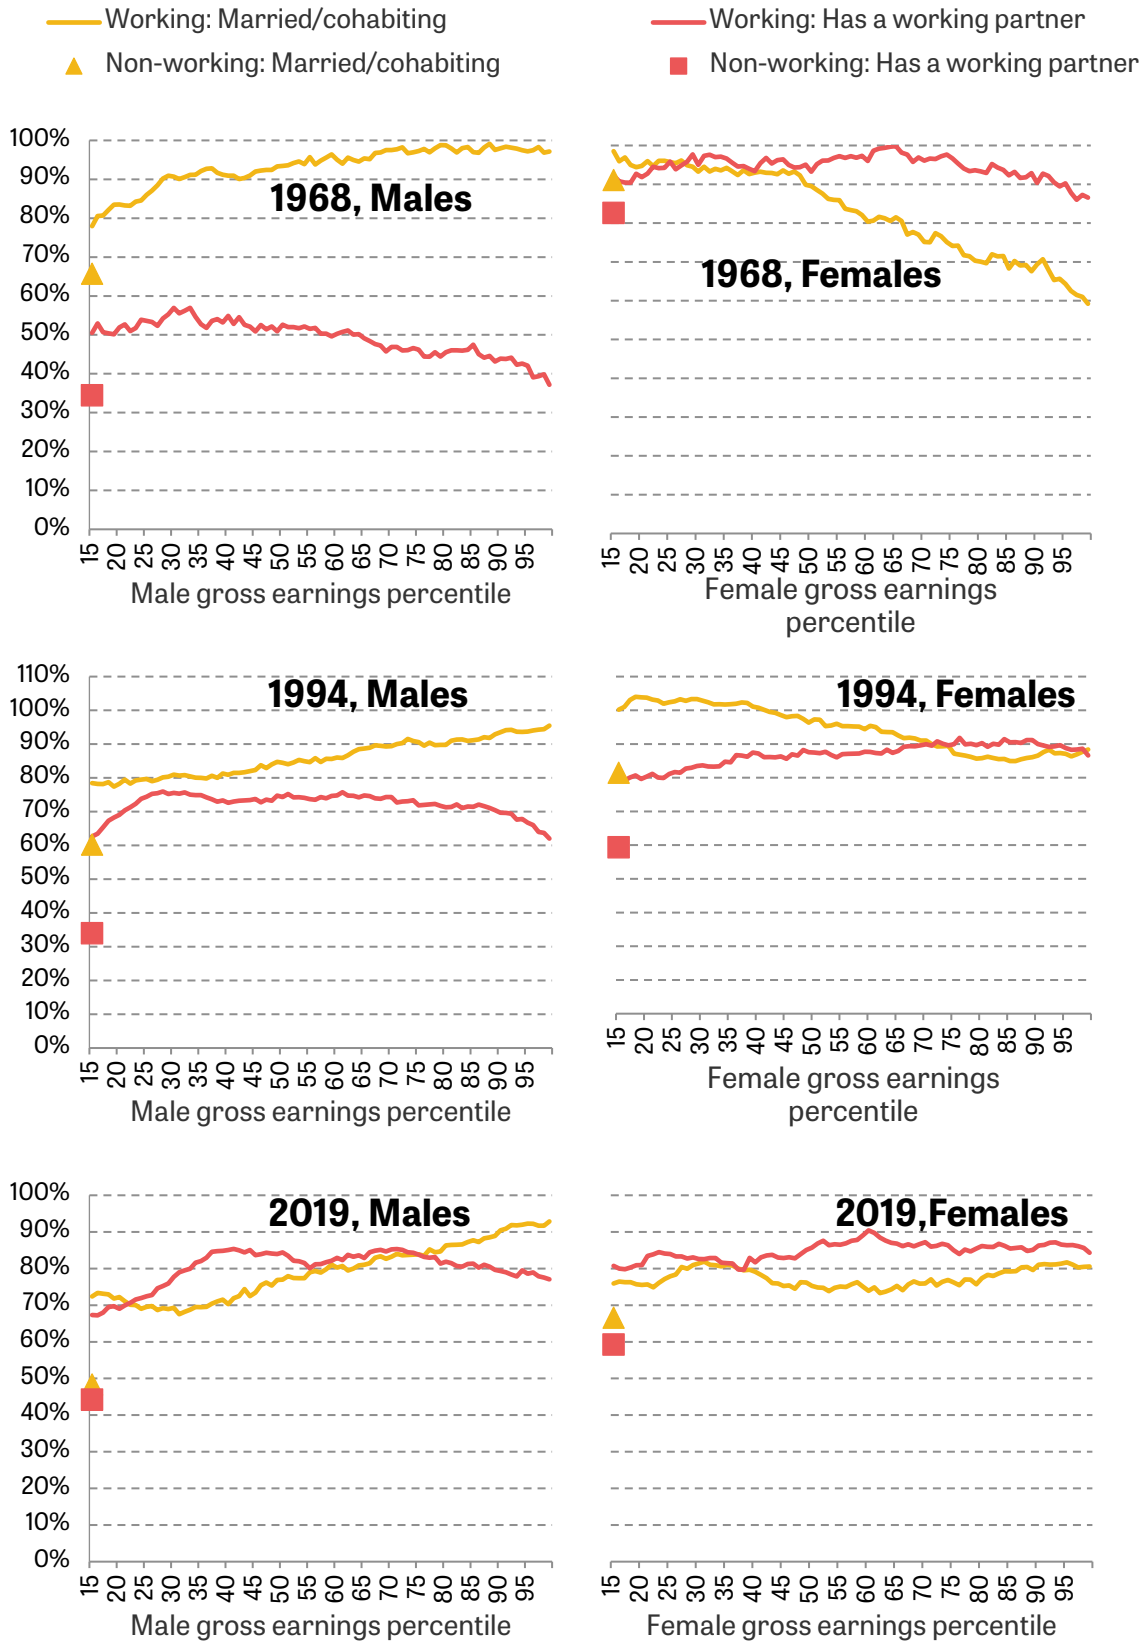 Working: Married/cohabiting
Working: Has a working partner
Non-working: Married/cohabiting
Non-working: Has a working partner
100%
90%
80%
70%
60%
50%
40%
30%
20%
10%
0%
1968, Males
15 20 25 30 35 40 45 50 55 60 65 70 75 80 85 90 95
Male gross earnings percentile
1968, Females
15 20 25 30 35 40 45 50 55 60 65 70 75 80 85 90 95
Female gross earnings
percentile
110%
100%
90%
80%
70%
60%
50%
40%
30%
20%
10%
0%
1994, Males
15 20 25 30 35 40 45 50 55 60 65 70 75 80 85 90 95
Male gross earnings percentile
1994, Females
15 20 25 30 35 40 45 50 55 60 65 70 75 80 85 90 95
Female gross earnings
percentile
100%
90%
80%
70%
60%
50%
40%
30%
20%
10%
0%
2019, Males
15 20 25 30 35 40 45 50 55 60 65 70 75 80 85 90 95
Male gross earnings percentile
2019,Females
15 20 25 30 35 40 45 50 55 60 65 70 75 80 85 90 95
Female gross earnings percentile